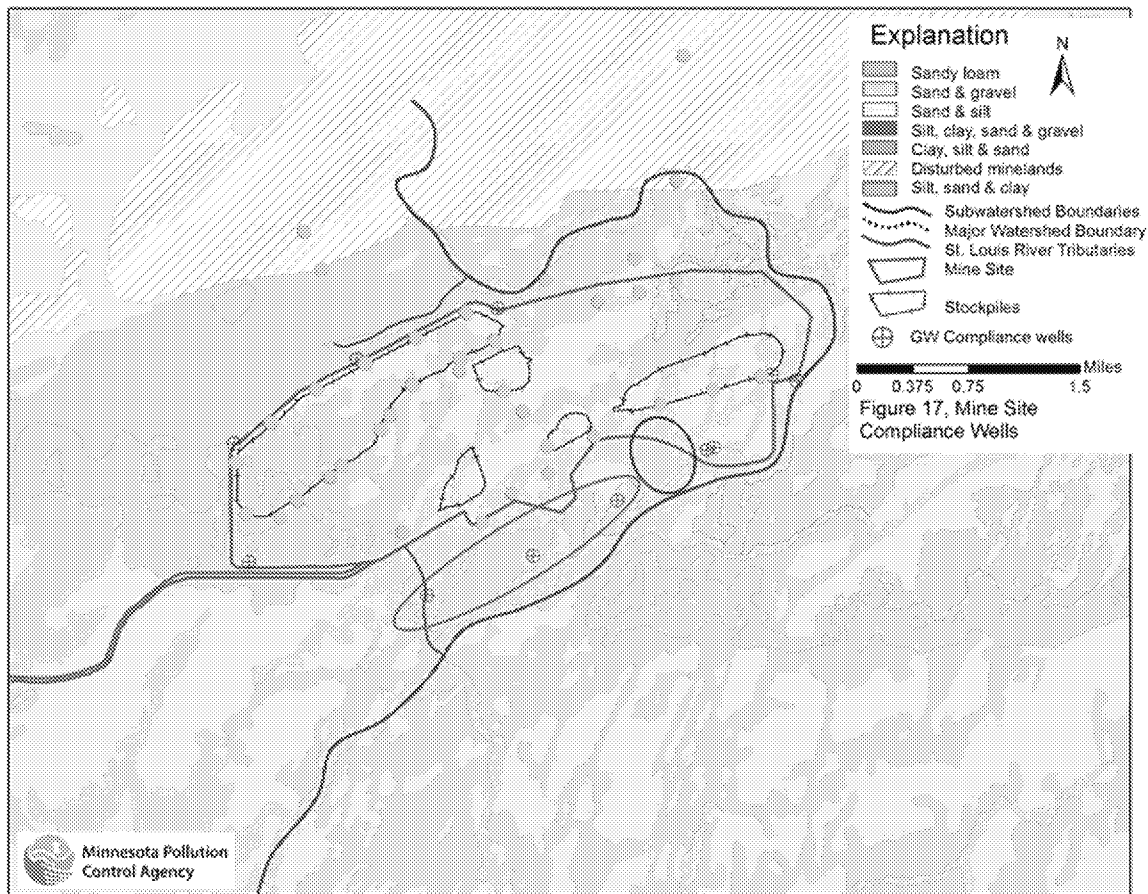 Explanation
N
Sandy loam
Sand & gravel
Sand & silt
Silt, clay, sand & gravel
Clay, silt & sand
Disturbed minelands
Silt, sand & clay
Subwatershed Boundaries
Major Watershed Boundary
St. Louis River Tributaries
Mine Site
Stockpiles
GW Compliance wells
Miles
0 0.375 0.75 1.5
Figure 17, Mine Site
Compliance Wells
Minnesota Pollution
Control Agency